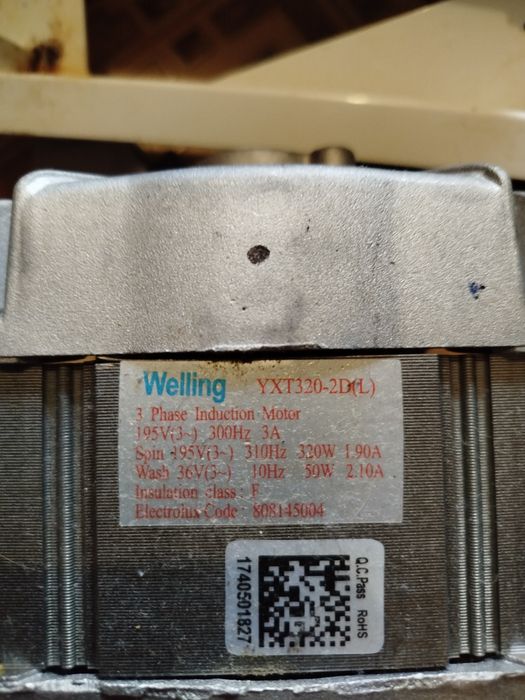 Welling YXT320-2D(L)
3 Phase Induction Motor
195V(3~) 300Hz 3A
Spin 195V(3~) 310Hz 320W 1.90A
Wash 36V(3~) 10Hz 50W 2.10A
Insulation class : F
Electrolux Code : 808145004
Q.C.Pass RoHS
1740501827